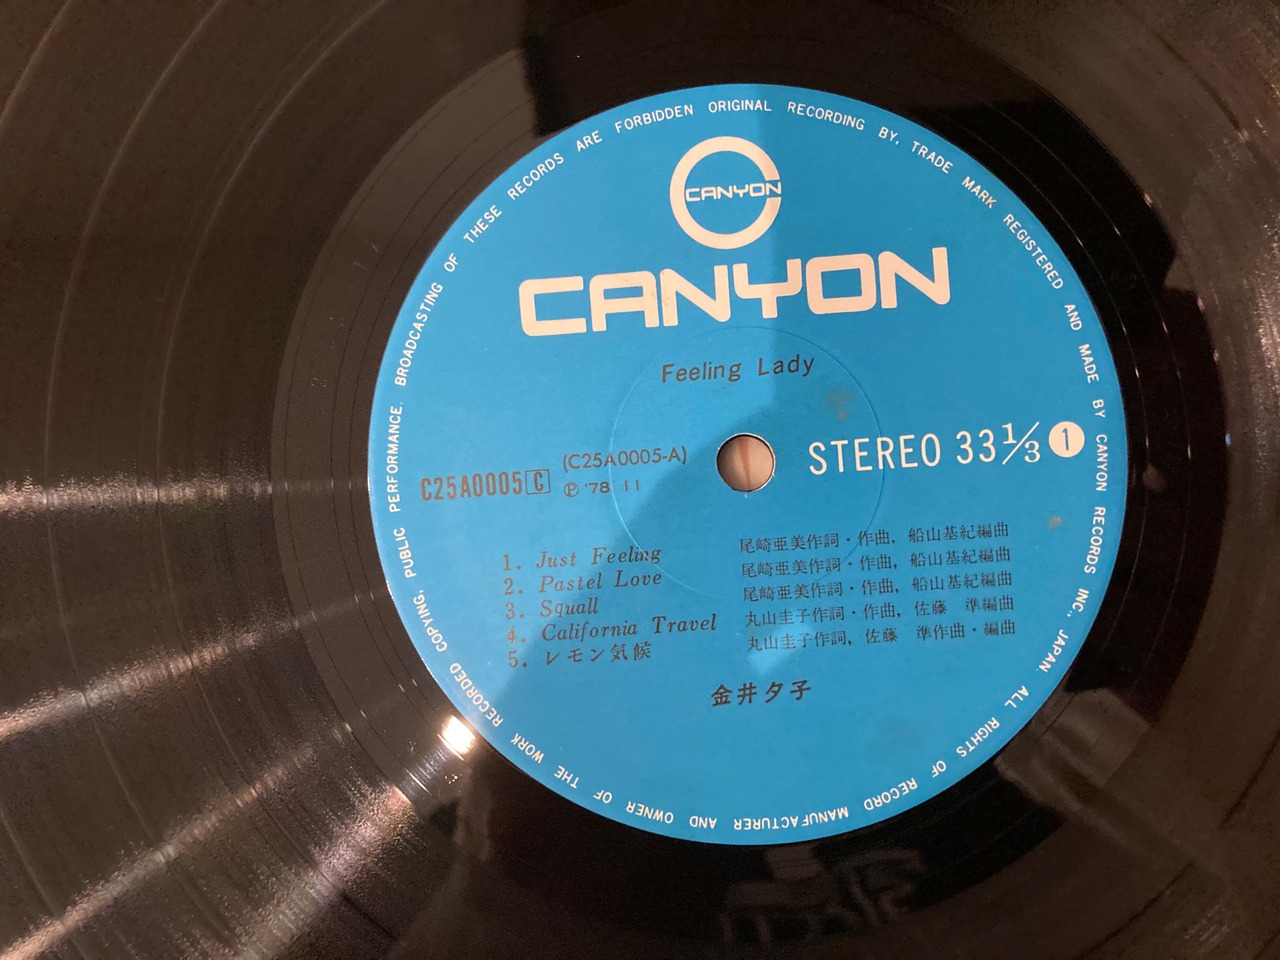 CANYON
CANYON
Feeling Lady
C25A0005 C
(C25A0005-A)
Ⓟ '78. 11
STEREO 33 1/3 1
1. Just Feeling 尾崎亜美作詞・作曲, 船山基紀編曲
2. Pastel Love 尾崎亜美作詞・作曲, 船山基紀編曲
3. Squall 尾崎亜美作詞・作曲, 船山基紀編曲
4. California Travel 丸山圭子作詞・作曲, 佐藤 準編曲
5. レモン気候 丸山圭子作詞, 佐藤 準作曲・編曲
金井夕子
ORIGINAL RECORDING BY, TRADE MARK REGISTERED AND MADE BY CANYON RECORDS INC., JAPAN. ALL RIGHTS OF RECORD MANUFACTURER AND OWNER OF THE WORK RECORDED COPYING, PUBLIC PERFORMANCE. BROADCASTING OF THESE RECORDS ARE FORBIDDEN